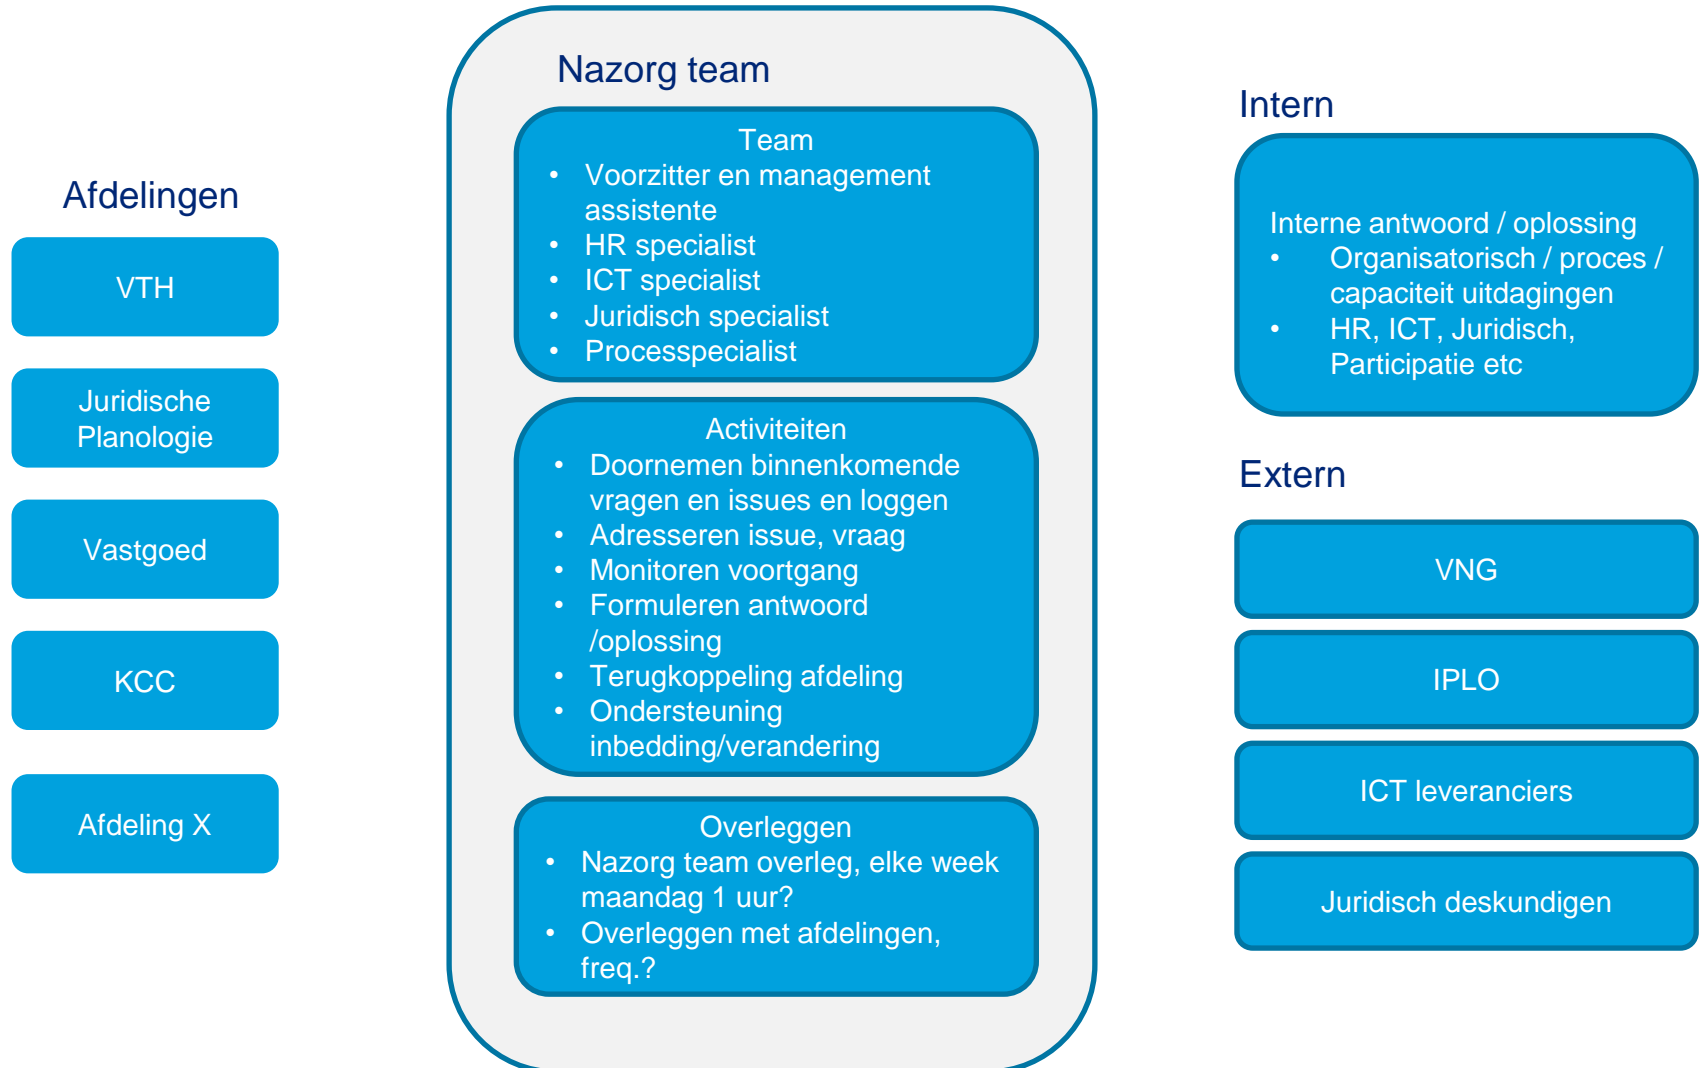 Afdelingen
VTH
Juridische
Planologie
Vastgoed
KCC
Afdeling X
Nazorg team
Team
• Voorzitter en management
assistente
• HR specialist
• ICT specialist
• Juridisch specialist
• Processpecialist
Activiteiten
• Doornemen binnenkomende
vragen en issues en loggen
• Adresseren issue, vraag
• Monitoren voortgang
• Formuleren antwoord
/oplossing
• Terugkoppeling afdeling
• Ondersteuning
inbedding/verandering
Overleggen
• Nazorg team overleg, elke week
maandag 1 uur?
• Overleggen met afdelingen,
freq.?
Intern
Interne antwoord / oplossing
• Organisatorisch / proces /
capaciteit uitdagingen
• HR, ICT, Juridisch,
Participatie etc
Extern
VNG
IPLO
ICT leveranciers
Juridisch deskundigen